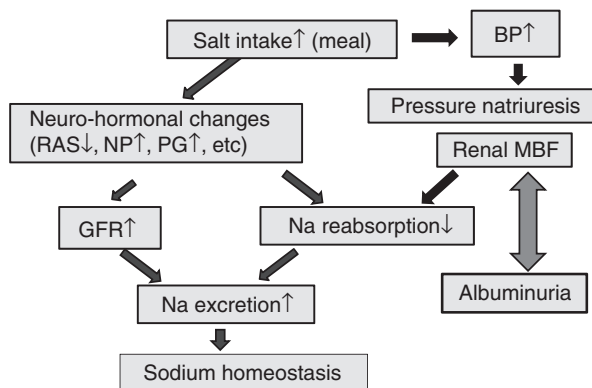 Salt intake↑ (meal)
BP↑
Neuro-hormonal changes
(RAS↓, NP↑, PG↑, etc)
Pressure natriuresis
Renal MBF
GFR↑
Na reabsorption↓
Na excretion↑
Albuminuria
Sodium homeostasis